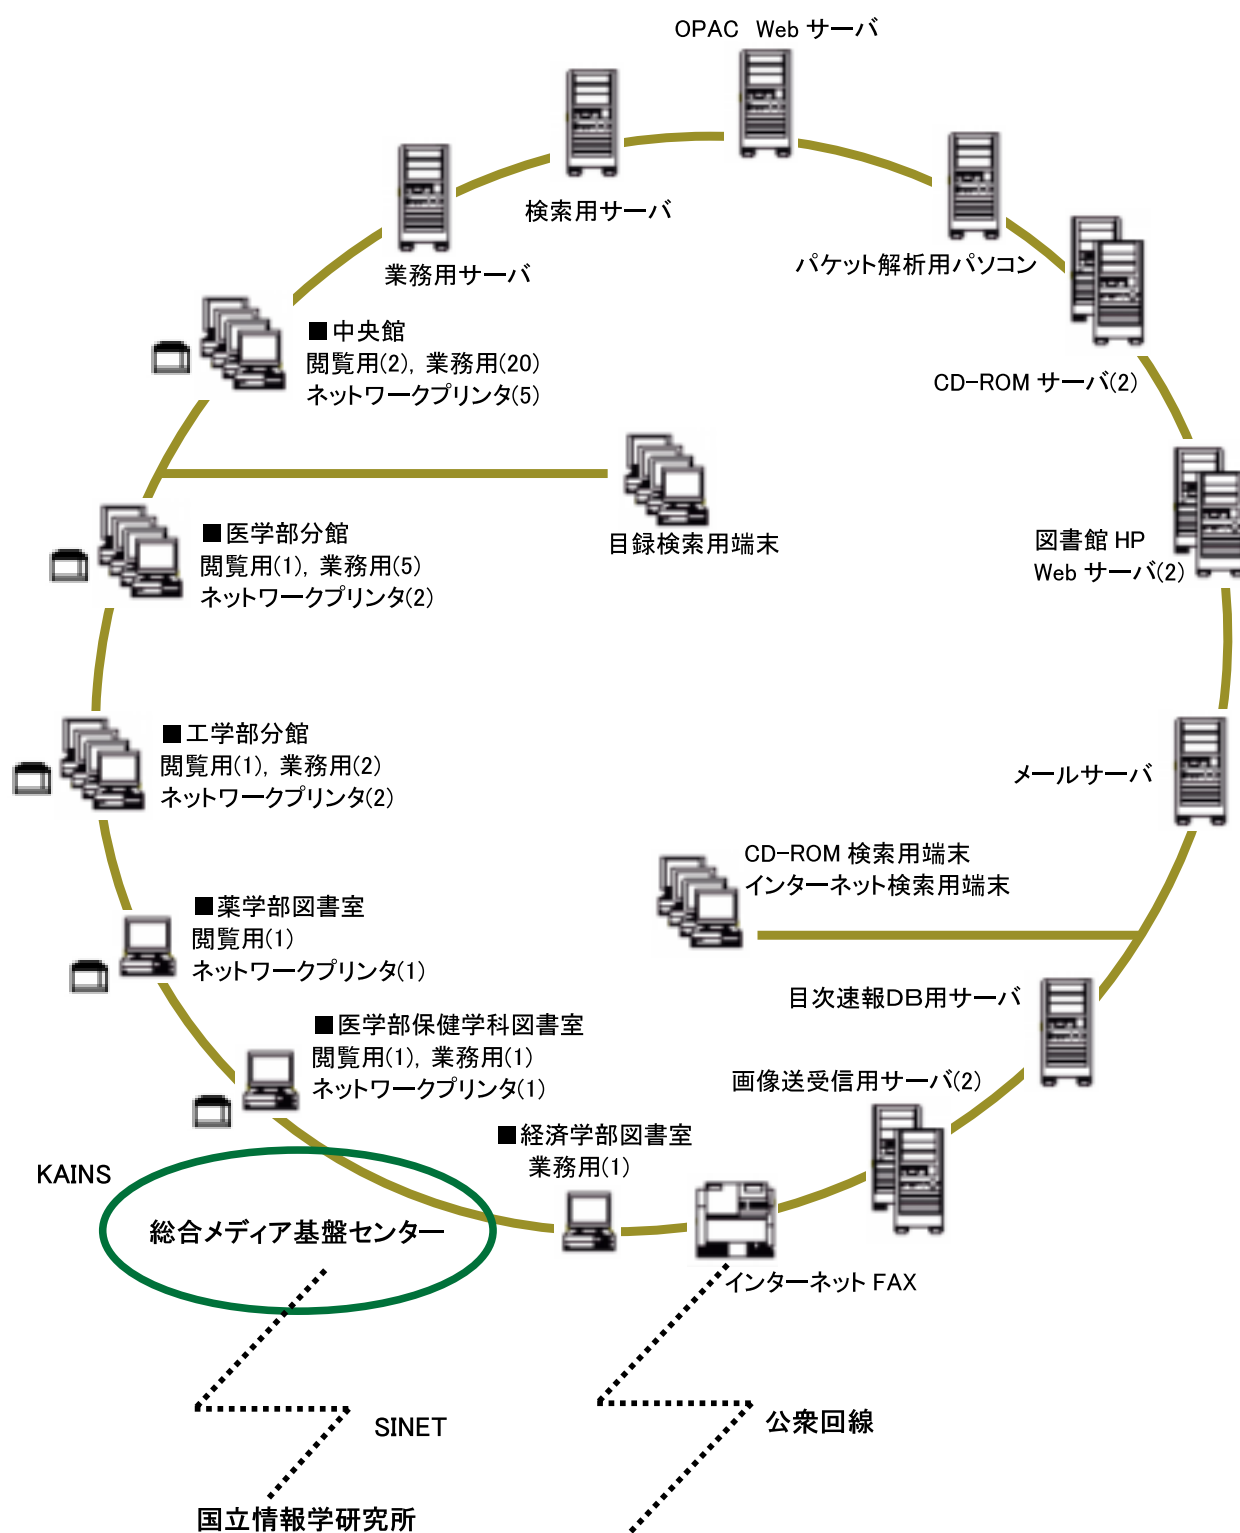 OPAC Web サーバ
検索用サーバ
業務用サーバ
パケット解析用パソコン
■中央館
閲覧用(2), 業務用(20)
ネットワークプリンタ(5)
CD-ROM サーバ(2)
目録検索用端末
■医学部分館
閲覧用(1), 業務用(5)
ネットワークプリンタ(2)
図書館 HP
Web サーバ(2)
■工学部分館
閲覧用(1), 業務用(2)
ネットワークプリンタ(2)
メールサーバ
CD-ROM 検索用端末
インターネット検索用端末
■薬学部図書室
閲覧用(1)
ネットワークプリンタ(1)
目次速報DB用サーバ
■医学部保健学科図書室
閲覧用(1), 業務用(1)
ネットワークプリンタ(1)
画像送受信用サーバ(2)
■経済学部図書室
業務用(1)
KAINS
総合メディア基盤センター
インターネット FAX
SINET
公衆回線
国立情報学研究所